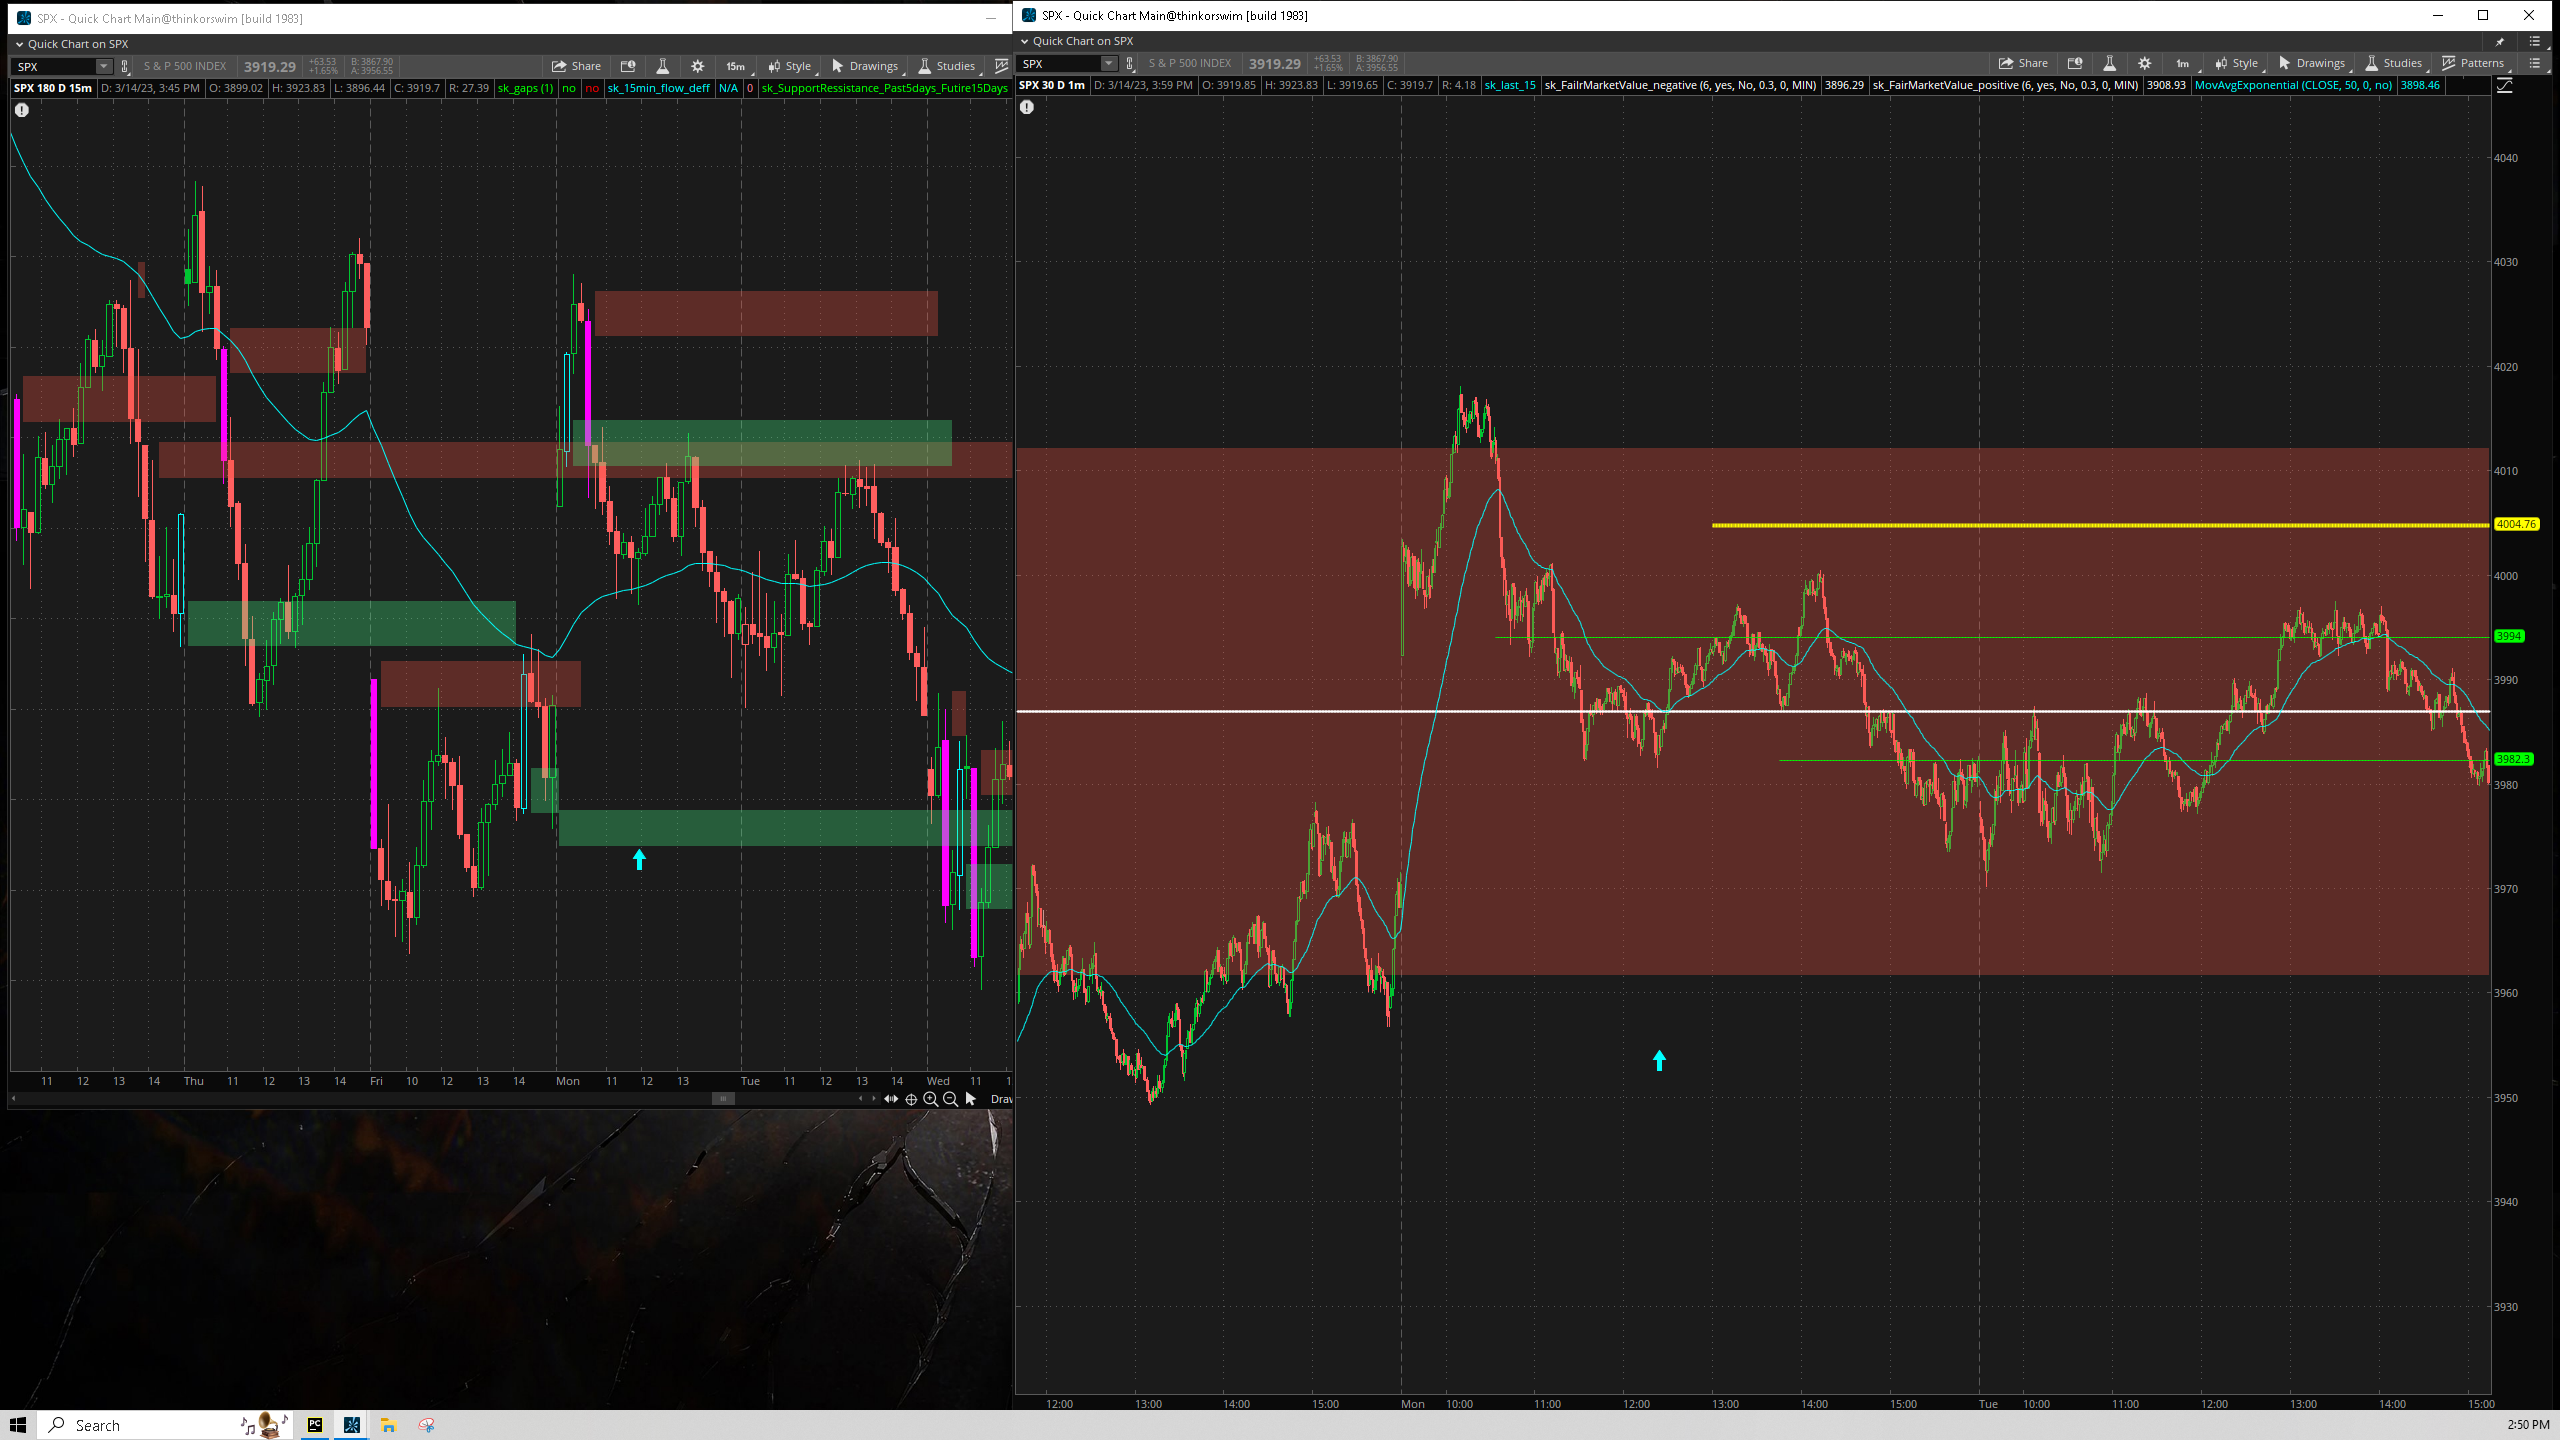 SPX - Quick Chart Main@thinkorswim [build 1983]
Quick Chart on SPX
SPX S & P 500 INDEX 3919.29 +63.53 +1.65% B: 3867.90 A: 3956.55 Share 15m Style Drawings Studies
SPX 180 D 15m D: 3/14/23, 3:45 PM O: 3899.02 H: 3923.83 L: 3896.44 C: 3919.7 R: 27.39 sk_gaps (1) no no sk_15min_flow_deff N/A 0 sk_SupportRessistance_Past5days_Futire15Days
11 12 13 14 Thu 11 12 13 14 Fri 10 12 13 14 Mon 11 12 13 Tue 11 12 13 14 Wed 11 1
Draw
SPX - Quick Chart Main@thinkorswim [build 1983]
Quick Chart on SPX
SPX S & P 500 INDEX 3919.29 +63.53 +1.65% B: 3867.90 A: 3956.55 Share 1m Style Drawings Studies Patterns
SPX 30 D 1m D: 3/14/23, 3:59 PM O: 3919.85 H: 3923.83 L: 3919.65 C: 3919.7 R: 4.18 sk_last_15 sk_FailrMarketValue_negative (6, yes, No, 0.3, 0, MIN) 3896.29 sk_FairMarketValue_positive (6, yes, No, 0.3, 0, MIN) 3908.93 MovAvgExponential (CLOSE, 50, 0, no) 3898.46
4040
4030
4020
4010
4004.76
4000
3994
3990
3982.3
3980
3970
3960
3950
3940
3930
12:00 13:00 14:00 15:00 Mon 10:00 11:00 12:00 13:00 14:00 15:00 Tue 10:00 11:00 12:00 13:00 14:00 15:00
Search PC 2:50 PM